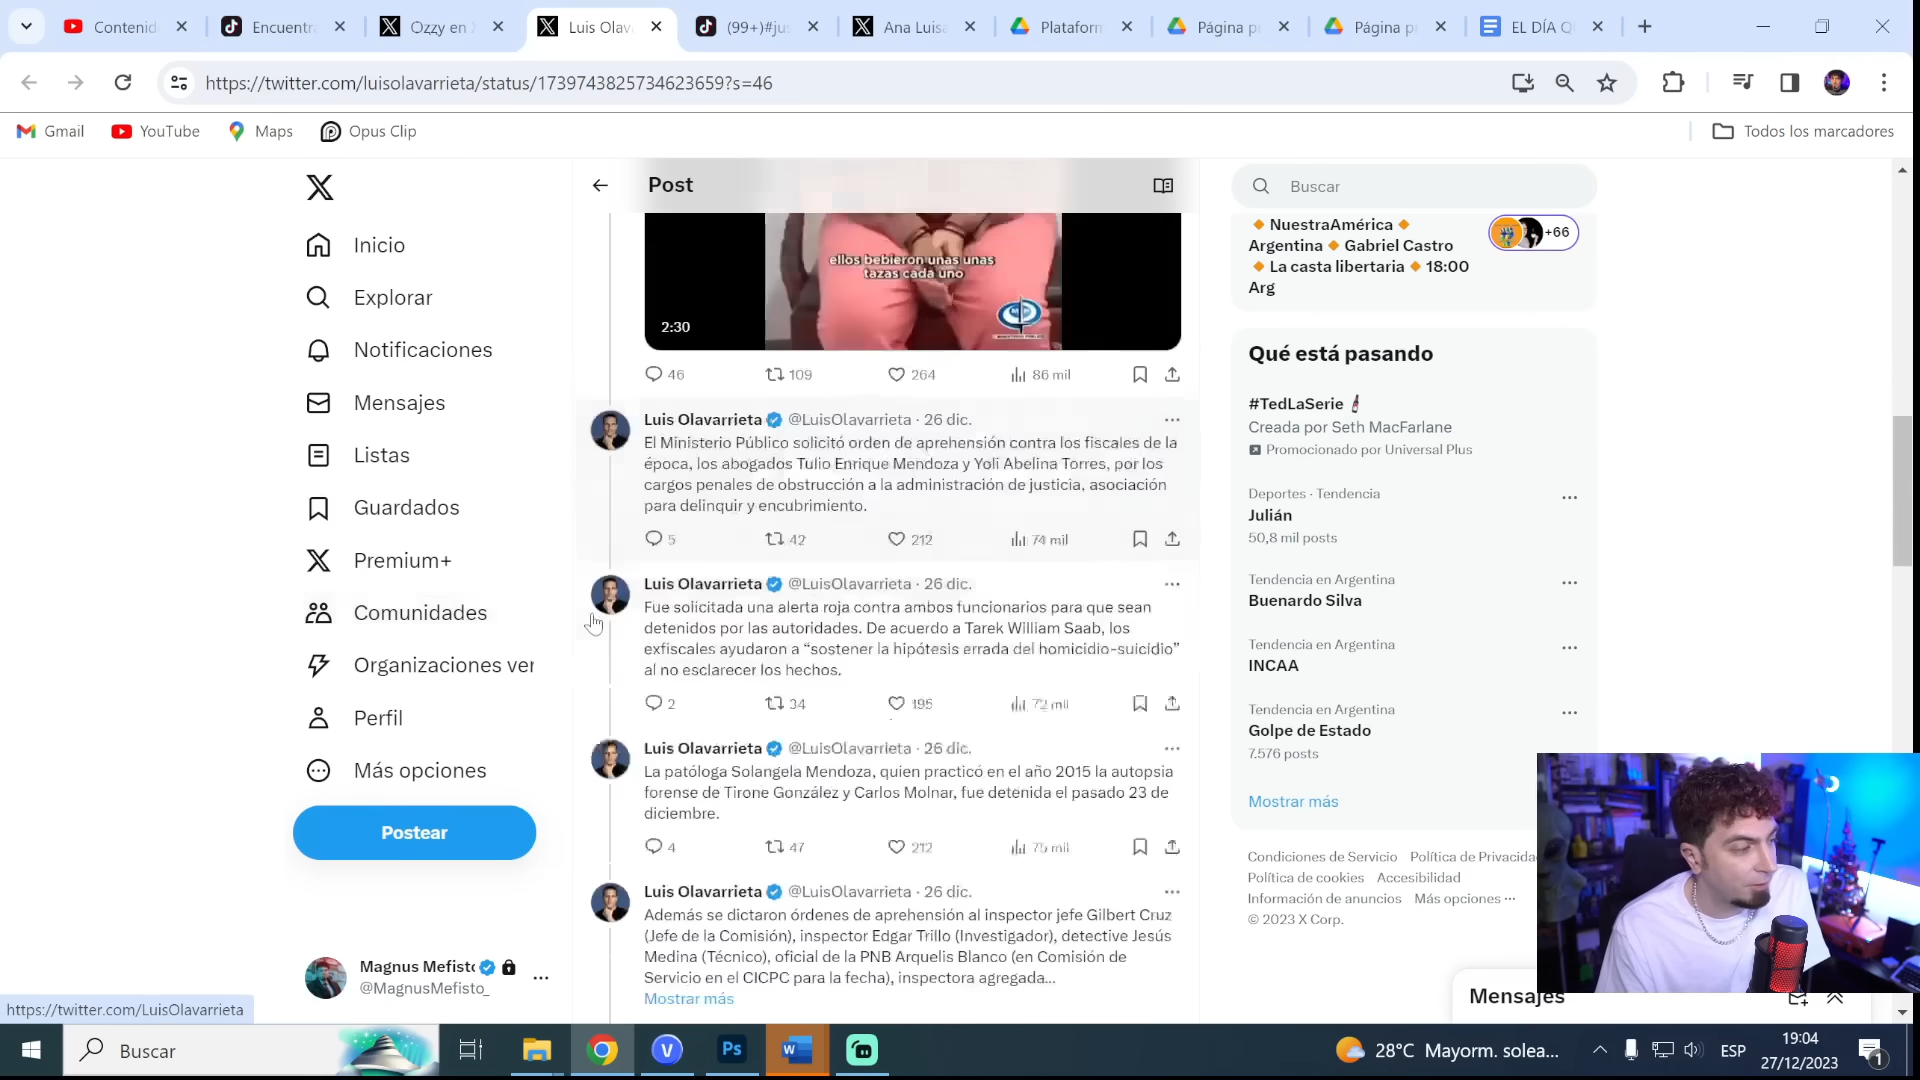 Contenid
Encuentra
Ozzy en X
Luis Olav
(99+)#jus
Ana Luisa
Plataform
Página p
Página p
EL DÍA Q
https://twitter.com/luisolavarrieta/status/1739743825734623659?s=46
Gmail
YouTube
Maps
Opus Clip
Todos los marcadores
Inicio
Explorar
Notificaciones
Mensajes
Listas
Guardados
Premium+
Comunidades
Organizaciones ver
Perfil
Más opciones
Postear
Magnus Mefisto
@MagnusMefisto_
https://twitter.com/LuisOlavarrieta
Post
ellos bebieron unas unas
tazas cada uno
2:30
46 109 264 86 mil
Luis Olavarrieta @LuisOlavarrieta · 26 dic.
El Ministerio Público solicitó orden de aprehensión contra los fiscales de la
época, los abogados Tulio Enrique Mendoza y Yoli Abelina Torres, por los
cargos penales de obstrucción a la administración de justicia, asociación
para delinquir y encubrimiento.
5 42 212 74 mil
Luis Olavarrieta @LuisOlavarrieta · 26 dic.
Fue solicitada una alerta roja contra ambos funcionarios para que sean
detenidos por las autoridades. De acuerdo a Tarek William Saab, los
exfiscales ayudaron a “sostener la hipótesis errada del homicidio-suicidio”
al no esclarecer los hechos.
2 34 195 72 mil
Luis Olavarrieta @LuisOlavarrieta · 26 dic.
La patóloga Solangela Mendoza, quien practicó en el año 2015 la autopsia
forense de Tirone González y Carlos Molnar, fue detenida el pasado 23 de
diciembre.
4 47 212 75 mil
Luis Olavarrieta @LuisOlavarrieta · 26 dic.
Además se dictaron órdenes de aprehensión al inspector jefe Gilbert Cruz
(Jefe de la Comisión), inspector Edgar Trillo (Investigador), detective Jesús
Medina (Técnico), oficial de la PNB Arquelis Blanco (en Comisión de
Servicio en el CICPC para la fecha), inspectora agregada...
Mostrar más
Buscar
NuestraAmérica
Argentina Gabriel Castro
La casta libertaria 18:00
Arg
+66
Qué está pasando
#TedLaSerie
Creada por Seth MacFarlane
Promocionado por Universal Plus
Deportes · Tendencia
Julián
50,8 mil posts
Tendencia en Argentina
Buenardo Silva
Tendencia en Argentina
INCAA
Tendencia en Argentina
Golpe de Estado
7.576 posts
Mostrar más
Condiciones de Servicio Política de Privacida
Política de cookies Accesibilidad
Información de anuncios Más opciones ···
© 2023 X Corp.
Mensajes
Buscar
Ps
28°C Mayorm. solea...
ESP
19:04
27/12/2023
1